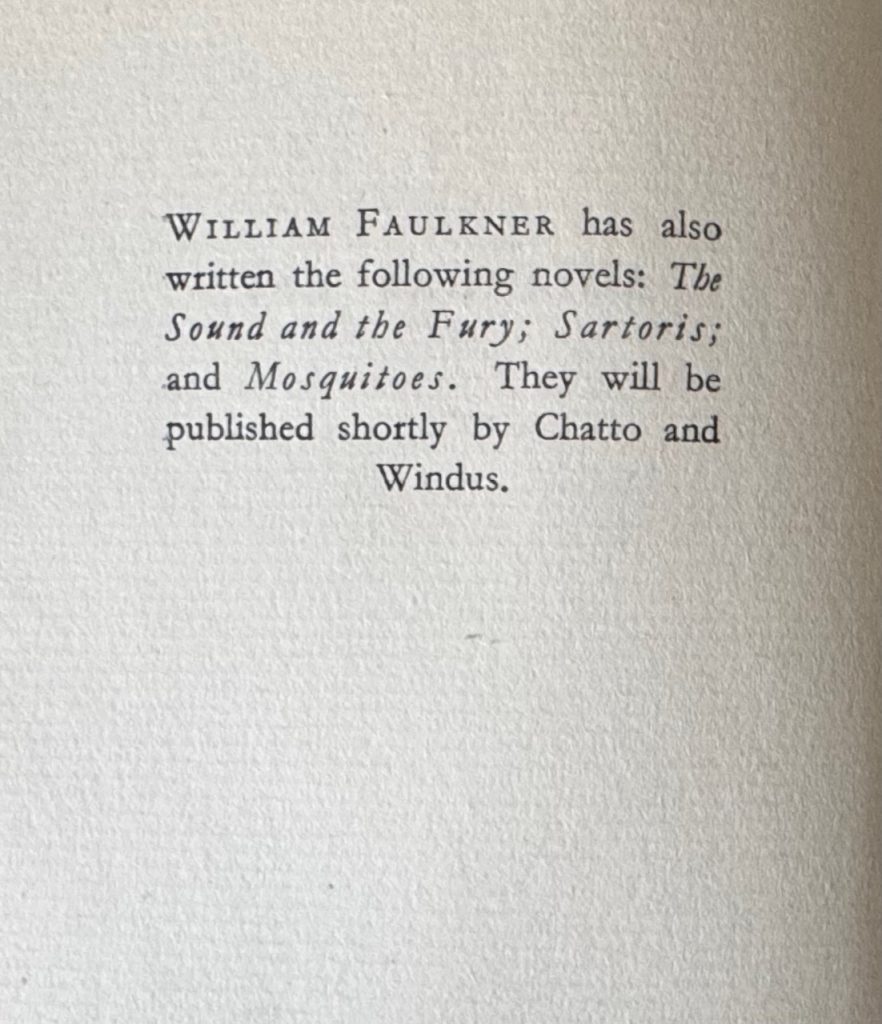 WILLIAM FAULKNER has also
written the following novels: The
Sound and the Fury; Sartoris;
and Mosquitoes. They will be
published shortly by Chatto and
Windus.